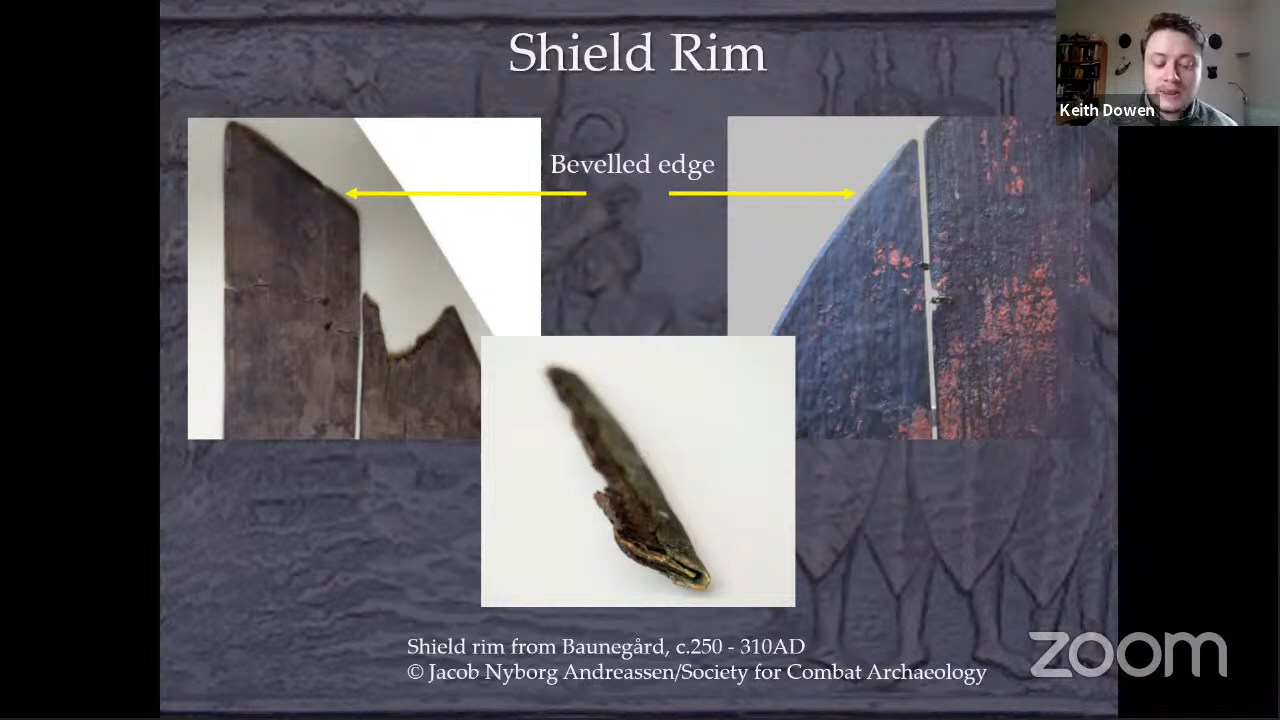 Shield Rim
Keith Dowen
Bevelled edge
Shield rim from Baunegård, c.250 - 310AD
© Jacob Nyborg Andreassen/Society for Combat Archaeology
zoom